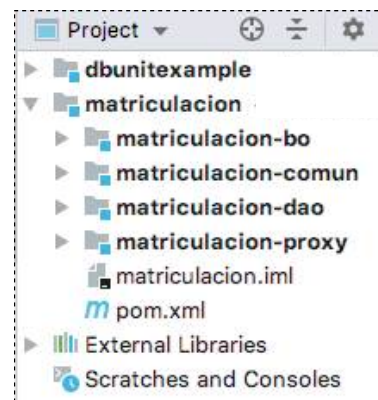 Project
dbunitexample
matriculacion
matriculacion-bo
matriculacion-comun
matriculacion-dao
matriculacion-proxy
matriculacion.iml
m pom.xml
External Libraries
Scratches and Consoles